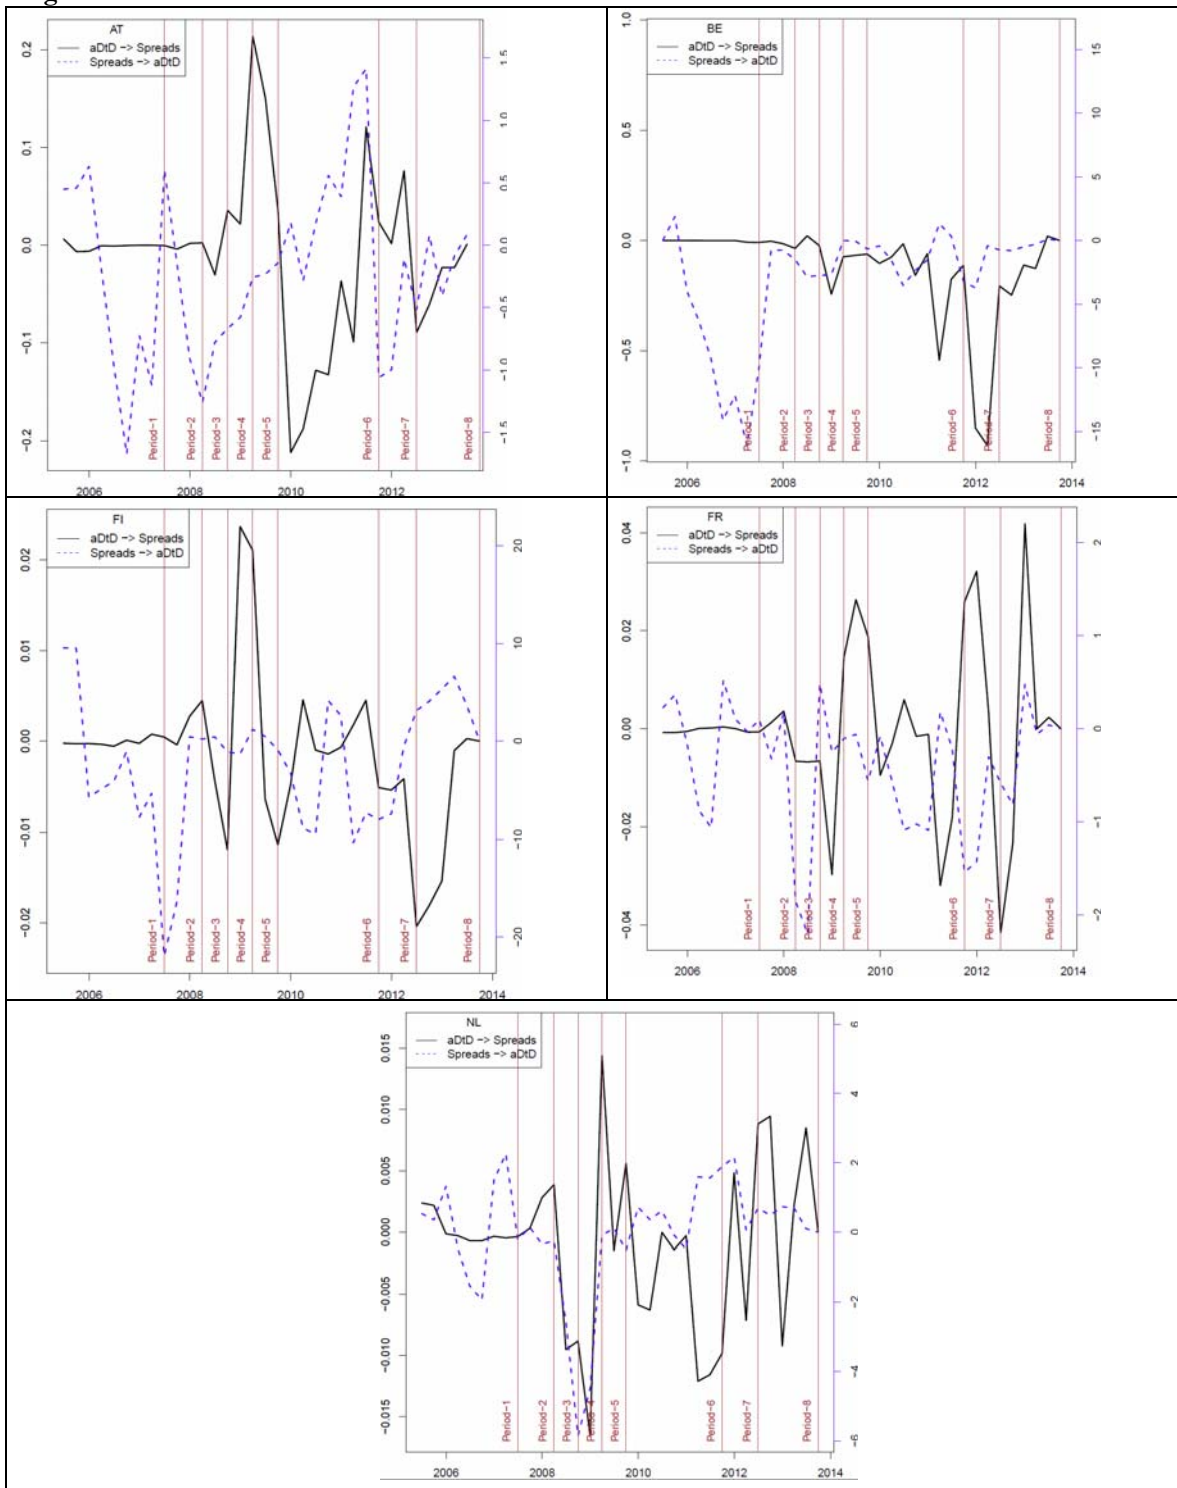 AT
aDtD −> Spreads
Spreads −> aDtD
0.2
0.1
0.0
−0.1
−0.2
1.5
1.0
0.5
0.0
−0.5
−1.0
−1.5
Period−1
Period−2
Period−3
Period−4
Period−5
Period−6
Period−7
Period−8
2006
2008
2010
2012
BE
aDtD −> Spreads
Spreads −> aDtD
1.0
0.5
0.0
−0.5
−1.0
15
10
5
0
−5
−10
−15
Period−1
Period−2
Period−3
Period−4
Period−5
Period−6
Period−7
Period−8
2006
2008
2010
2012
2014
FI
aDtD −> Spreads
Spreads −> aDtD
0.02
0.01
0.00
−0.01
−0.02
20
10
0
−10
−20
Period−1
Period−2
Period−3
Period−4
Period−5
Period−6
Period−7
Period−8
2006
2008
2010
2012
2014
FR
aDtD −> Spreads
Spreads −> aDtD
0.04
0.02
0.00
−0.02
−0.04
2
1
0
−1
−2
Period−1
Period−2
Period−3
Period−4
Period−5
Period−6
Period−7
Period−8
2006
2008
2010
2012
2014
NL
aDtD −> Spreads
Spreads −> aDtD
0.015
0.010
0.005
0.000
−0.005
−0.010
−0.015
6
4
2
0
−2
−4
−6
Period−1
Period−2
Period−3
Period−4
Period−5
Period−6
Period−7
Period−8
2006
2008
2010
2012
2014